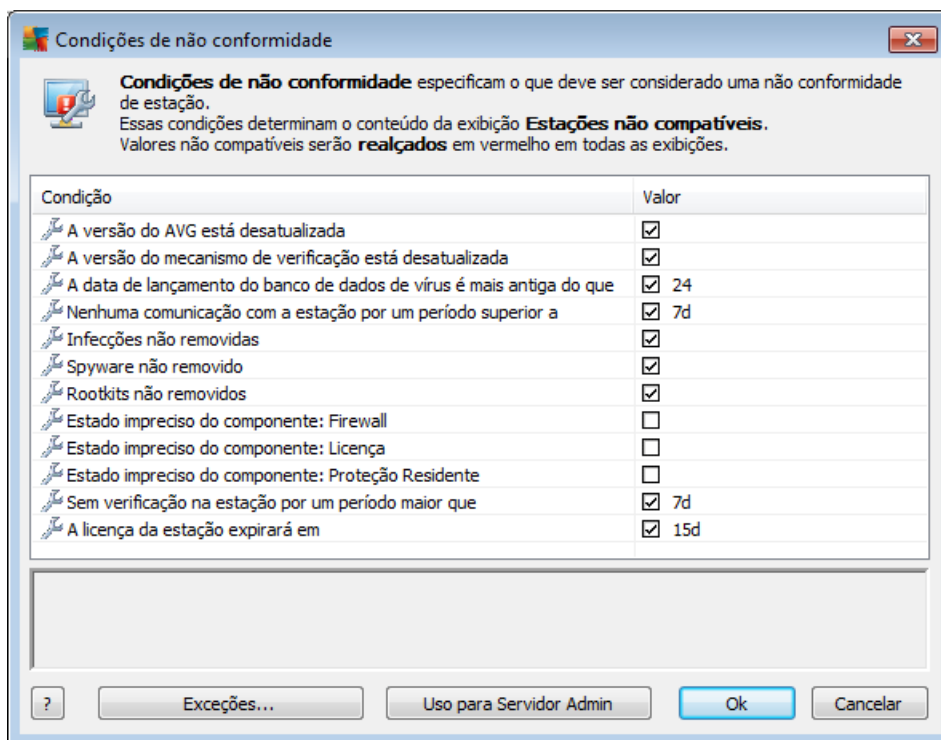 Condições de não conformidade
Condições de não conformidade especificam o que deve ser considerado uma não conformidade
de estação.
Essas condições determinam o conteúdo da exibição Estações não compatíveis.
Valores não compatíveis serão realçados em vermelho em todas as exibições.
Condição Valor
A versão do AVG está desatualizada
A versão do mecanismo de verificação está desatualizada
A data de lançamento do banco de dados de vírus é mais antiga do que 24
Nenhuma comunicação com a estação por um período superior a 7d
Infecções não removidas
Spyware não removido
Rootkits não removidos
Estado impreciso do componente: Firewall
Estado impreciso do componente: Licença
Estado impreciso do componente: Proteção Residente
Sem verificação na estação por um período maior que 7d
A licença da estação expirará em 15d
? Exceções... Uso para Servidor Admin Ok Cancelar